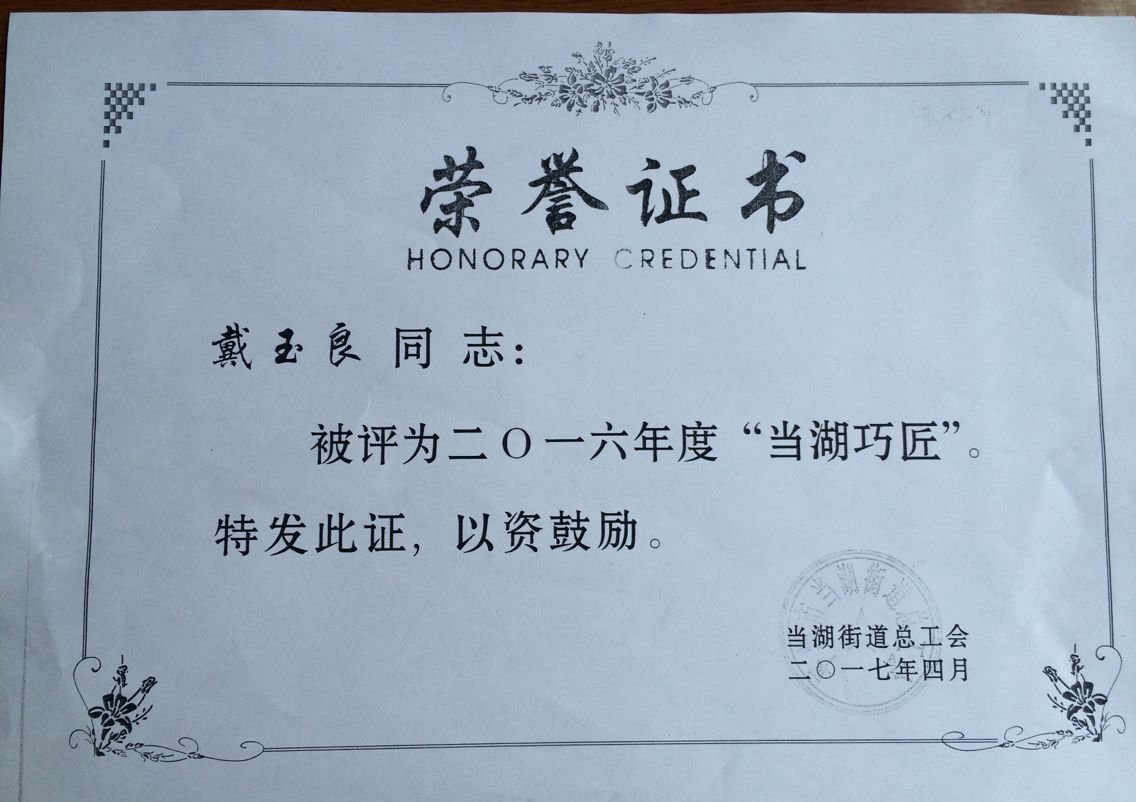 荣誉证书
HONORARY CREDENTIAL
戴玉良 同志:
被评为二〇一六年度“当湖巧匠”。
特发此证,以资鼓励。
当湖街道总工会
二〇一七年四月